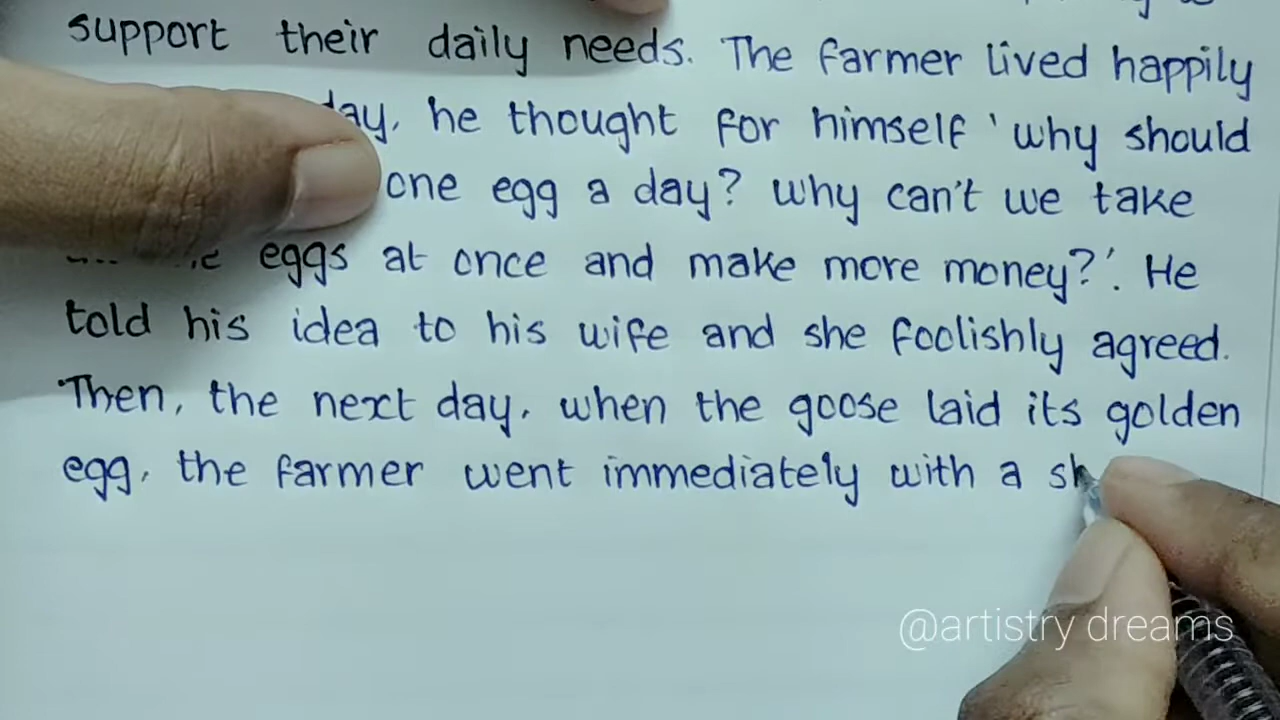 support their daily needs. The farmer lived happily
day, he thought for himself 'why should
one egg a day? why can't we take
eggs at once and make more money?'. He
told his idea to his wife and she foolishly agreed.
Then, the next day, when the goose laid its golden
egg, the farmer went immediately with a sh
@artistry dreams